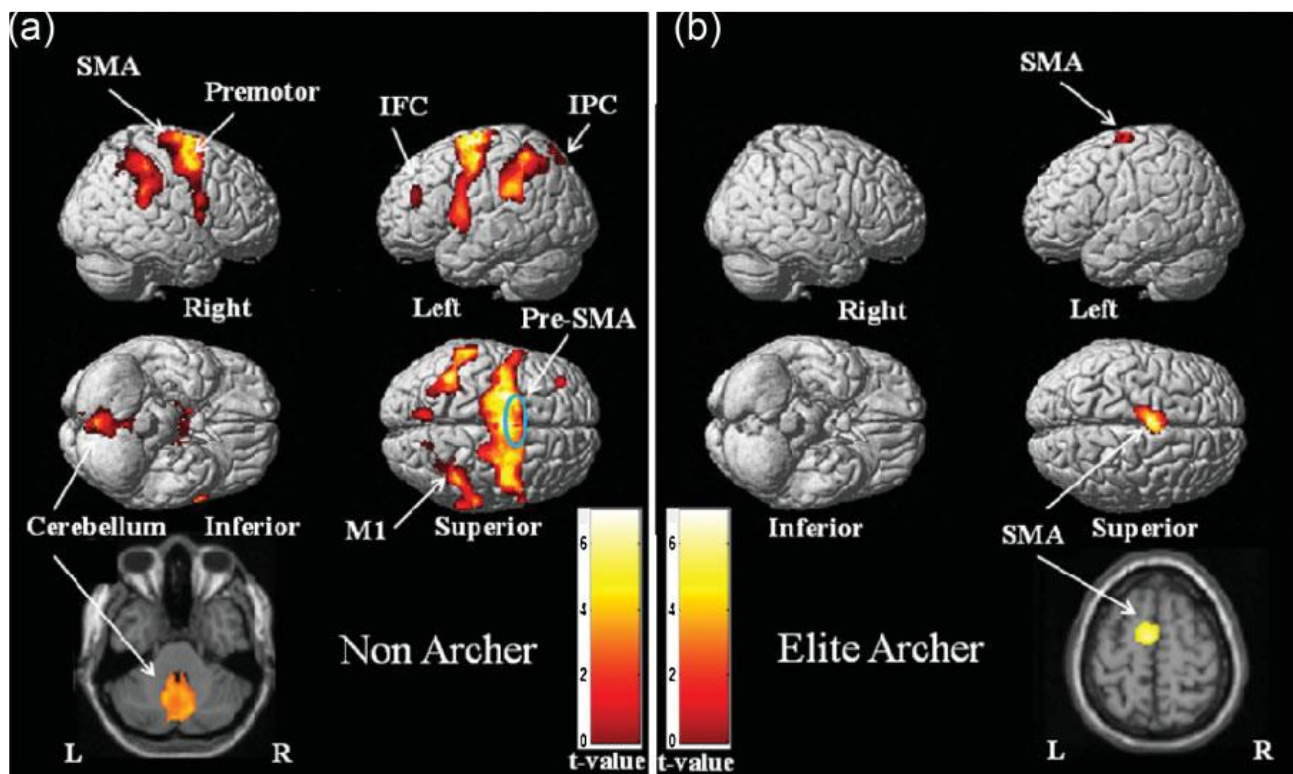 (a)
SMA
Premotor
IFC
IPC
Right
Left
Pre-SMA
Cerebellum
Inferior
M1
Superior
6
4
2
0
t-value
Non Archer
L
R
(b)
SMA
Right
Left
Inferior
Superior
SMA
6
4
2
0
t-value
Elite Archer
L
R